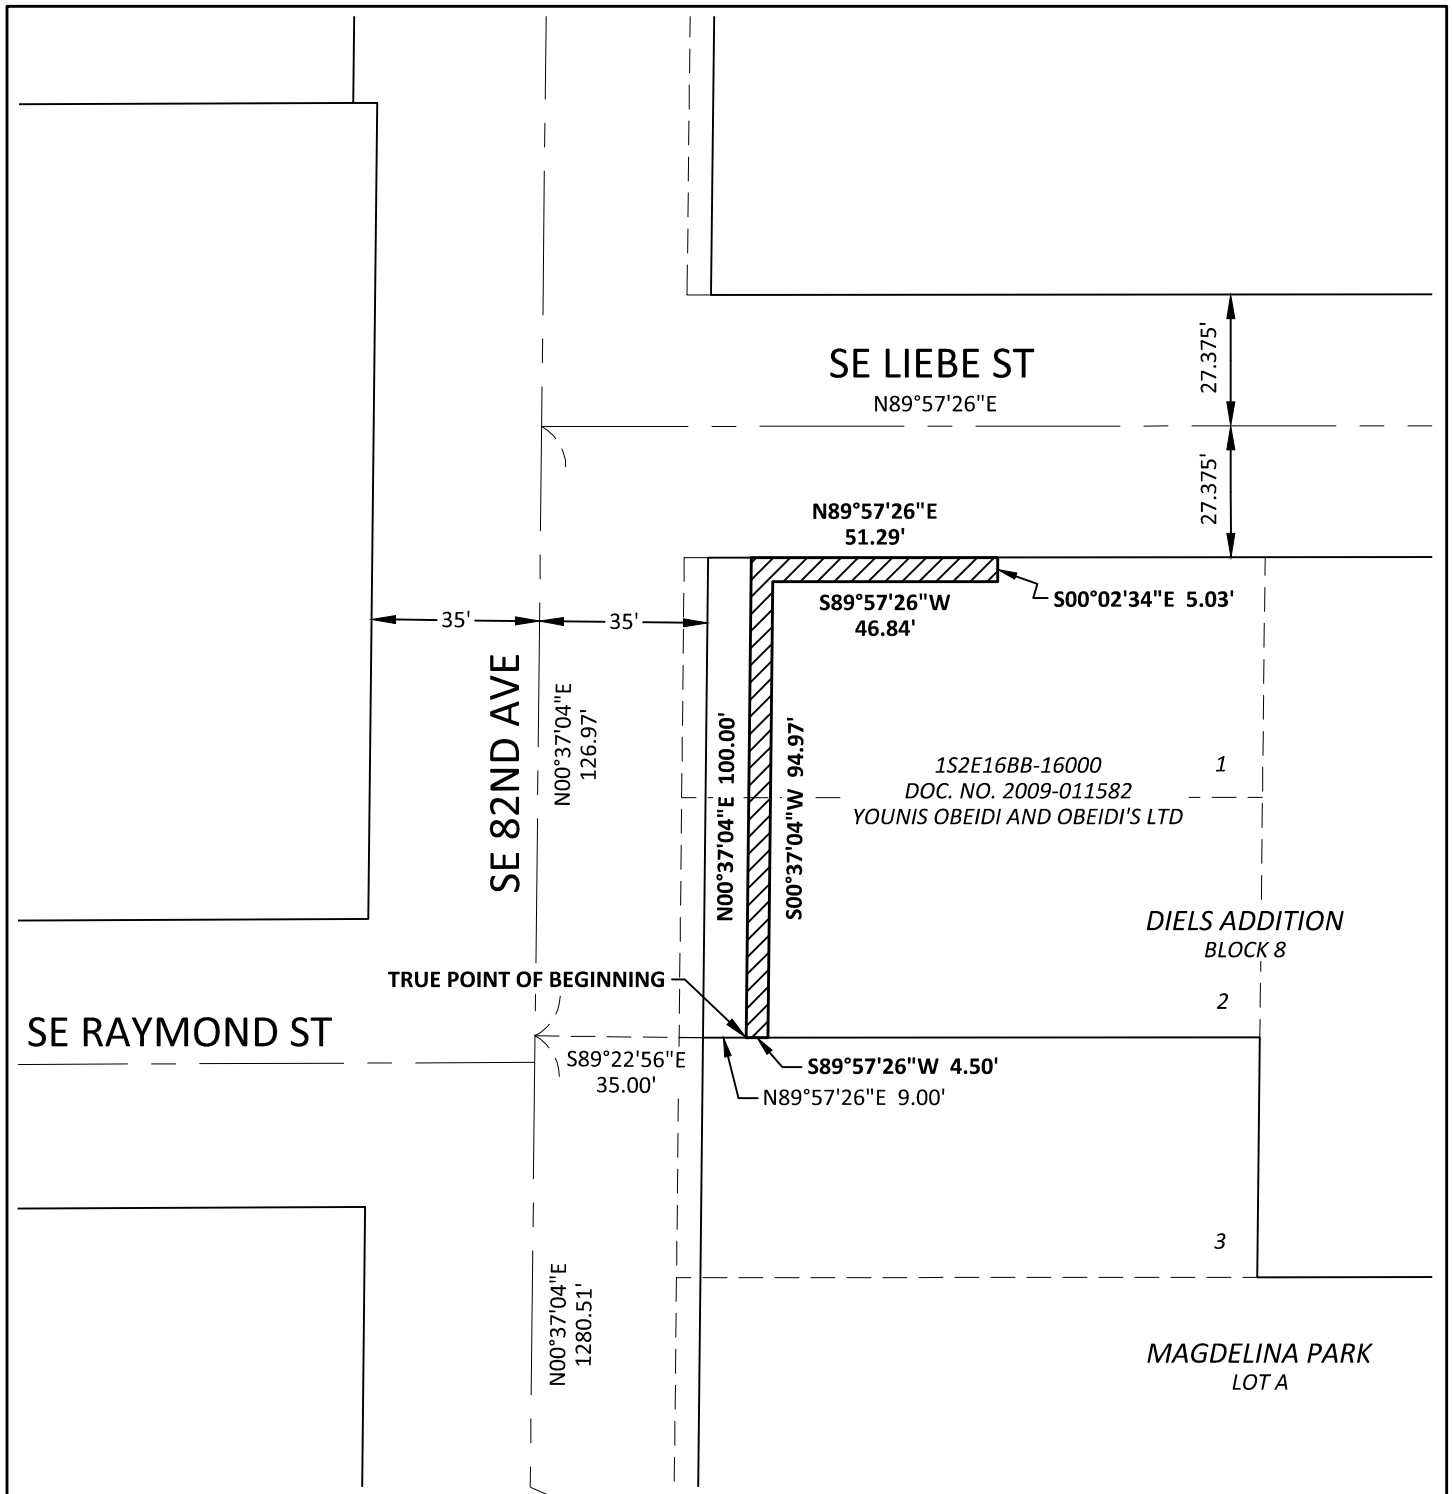 SE LIEBE ST
N89°57'26"E
27.375'
27.375'
N89°57'26"E
51.29'
S00°02'34"E 5.03'
S89°57'26"W
46.84'
35'
35'
SE 82ND AVE
N00°37'04"E
126.97'
N00°37'04"E 100.00'
S00°37'04"W 94.97'
1S2E16BB-16000
DOC. NO. 2009-011582
YOUNIS OBEIDI AND OBEIDI'S LTD
1
DIELS ADDITION
BLOCK 8
TRUE POINT OF BEGINNING
2
SE RAYMOND ST
S89°22'56"E
35.00'
S89°57'26"W 4.50'
N89°57'26"E 9.00'
3
N00°37'04"E
1280.51'
MAGDELINA PARK
LOT A